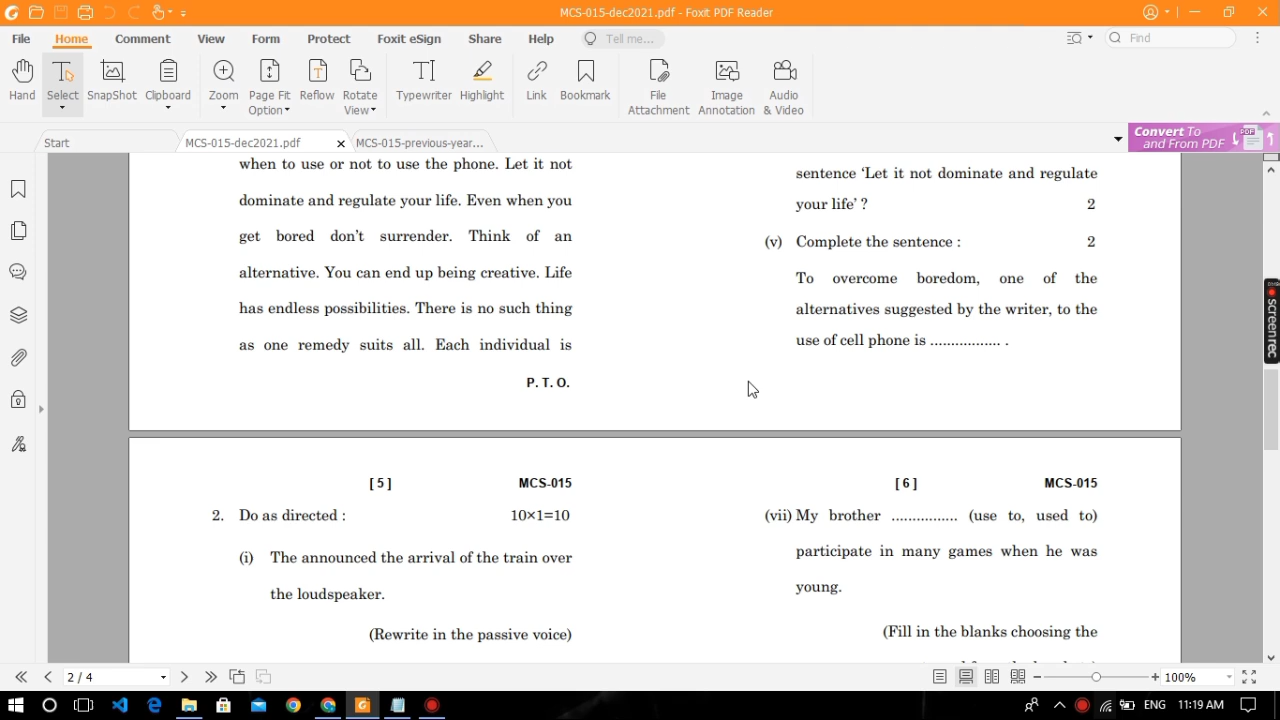 MCS-015-dec2021.pdf - Foxit PDF Reader
File Home Comment View Form Protect Foxit eSign Share Help Tell me... Find
Hand Select SnapShot Clipboard Zoom Page Fit Option Reflow Rotate View Typewriter Highlight Link Bookmark File Attachment Image Annotation Audio & Video
Start MCS-015-dec2021.pdf MCS-015-previous-year...
Convert To
and From PDF
PDF
when to use or not to use the phone. Let it not
dominate and regulate your life. Even when you
get bored don't surrender. Think of an
alternative. You can end up being creative. Life
has endless possibilities. There is no such thing
as one remedy suits all. Each individual is
P. T. O.
sentence 'Let it not dominate and regulate
your life' ? 2
(v) Complete the sentence : 2
To overcome boredom, one of the
alternatives suggested by the writer, to the
use of cell phone is ................. .
screenrec
[ 5 ] MCS-015
2. Do as directed : 10×1=10
(i) The announced the arrival of the train over
the loudspeaker.
(Rewrite in the passive voice)
[ 6 ] MCS-015
(vii) My brother ................ (use to, used to)
participate in many games when he was
young.
(Fill in the blanks choosing the
2 / 4
100%
ENG 11:19 AM